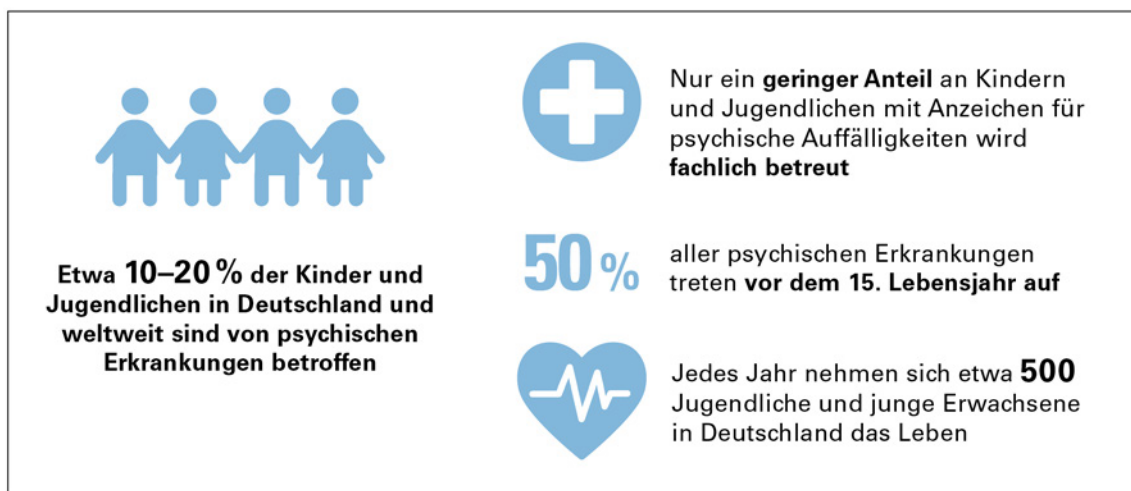 Etwa 10–20 % der Kinder und
Jugendlichen in Deutschland und
weltweit sind von psychischen
Erkrankungen betroffen
Nur ein geringer Anteil an Kindern
und Jugendlichen mit Anzeichen für
psychische Auffälligkeiten wird
fachlich betreut
50 %
aller psychischen Erkrankungen
treten vor dem 15. Lebensjahr auf
Jedes Jahr nehmen sich etwa 500
Jugendliche und junge Erwachsene
in Deutschland das Leben